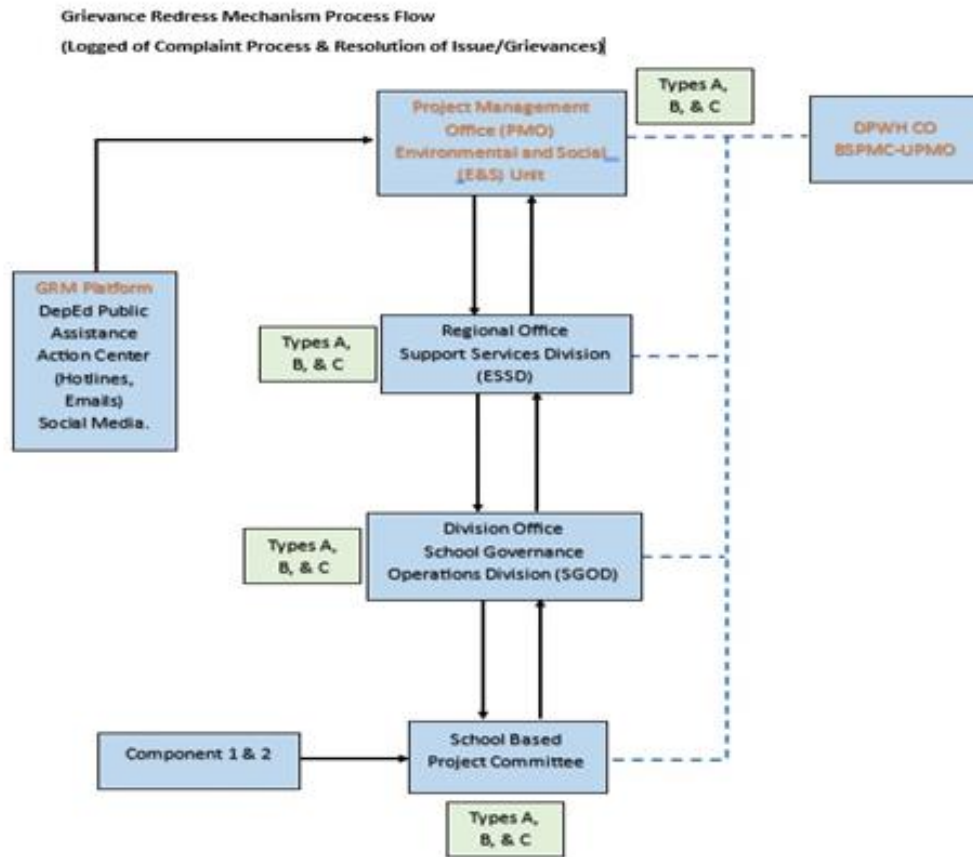 Grievance Redress Mechanism Process Flow
(Logged of Complaint Process & Resolution of Issue/Grievances)
Types A,
B, & C
Project Management
Office (PMO)
Environmental and Social
(E&S) Unit
DPWH CO
BSPMC-UPMO
GRM Platform
DepEd Public
Assistance
Action Center
(Hotlines,
Emails)
Social Media.
Types A,
B, & C
Regional Office
Support Services Division
(ESSD)
Types A,
B, & C
Division Office
School Governance
Operations Division (SGOD)
Component 1 & 2
School Based
Project Committee
Types A,
B, & C